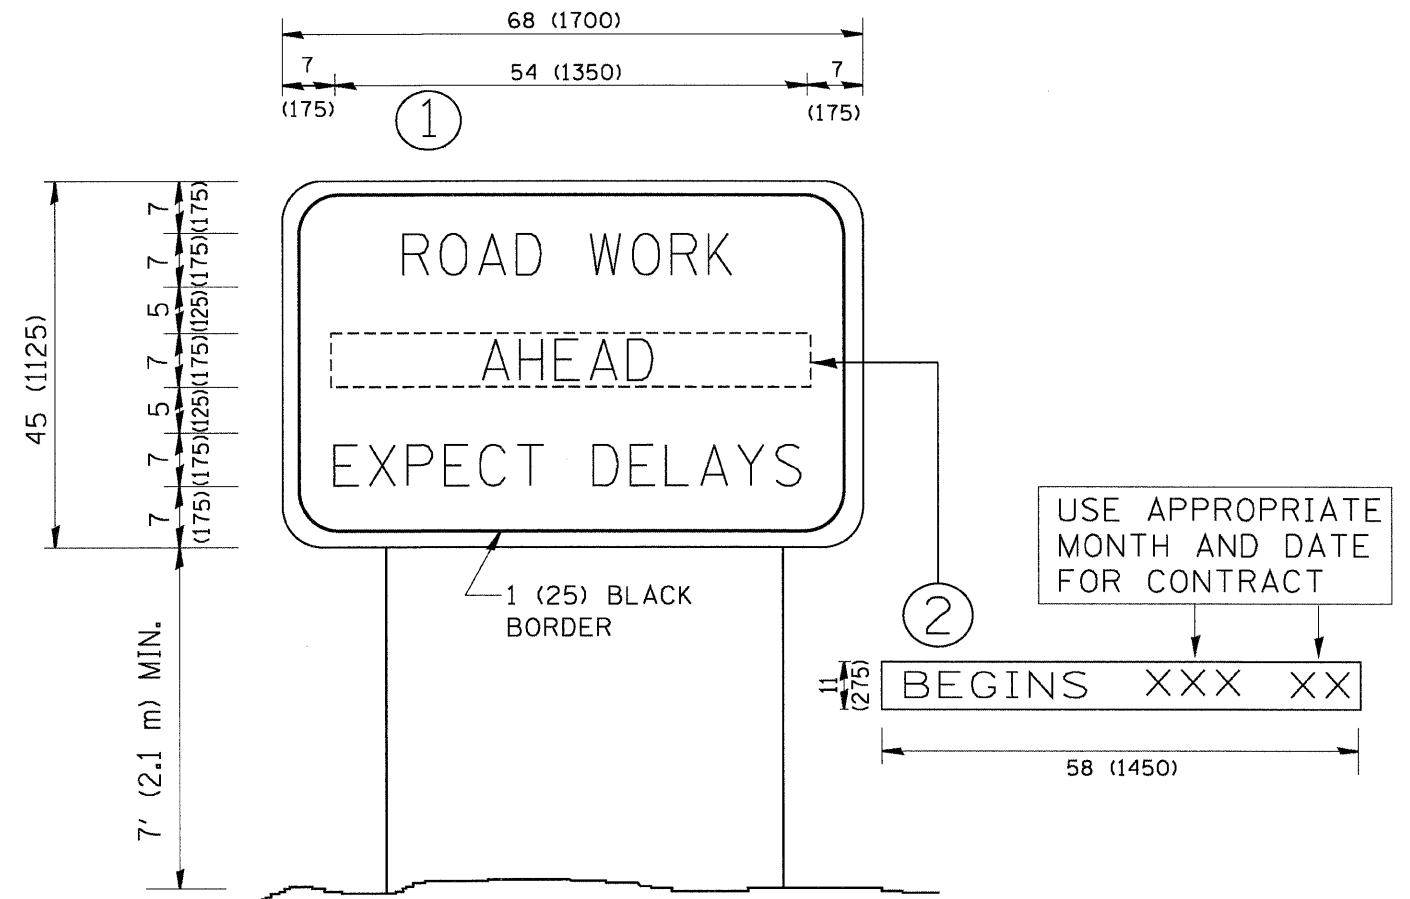 68 (1700)
7
54 (1350)
7
(175)
(175)
1
45 (1125)
7
(175)
7
(175)
5
(125)
7
(175)
5
(125)
7
(175)
7
(175)
ROAD WORK
AHEAD
EXPECT DELAYS
1 (25) BLACK
BORDER
7' (2.1 m) MIN.
USE APPROPRIATE
MONTH AND DATE
FOR CONTRACT
2
11
(275)
BEGINS XXX XX
58 (1450)